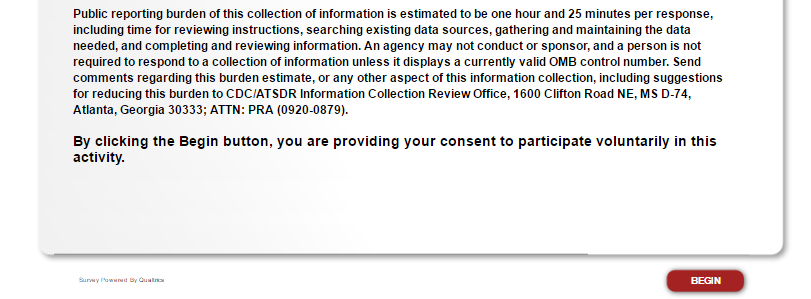 Public reporting burden of this collection of information is estimated to be one hour and 25 minutes per response,
including time for reviewing instructions, searching existing data sources, gathering and maintaining the data
needed, and completing and reviewing information. An agency may not conduct or sponsor, and a person is not
required to respond to a collection of information unless it displays a currently valid OMB control number. Send
comments regarding this burden estimate, or any other aspect of this information collection, including suggestions
for reducing this burden to CDC/ATSDR Information Collection Review Office, 1600 Clifton Road NE, MS D-74,
Atlanta, Georgia 30333; ATTN: PRA (0920-0879).
By clicking the Begin button, you are providing your consent to participate voluntarily in this
activity.
Survey Powered By Qualtrics
BEGIN